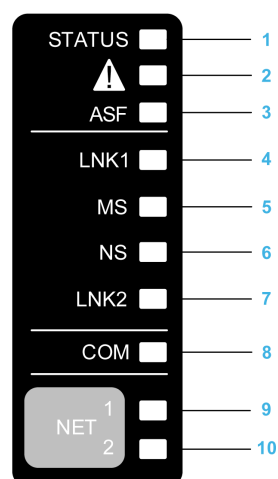 STATUS 1
2
ASF 3
LNK1 4
MS 5
NS 6
LNK2 7
COM 8
1 9
NET
2 10